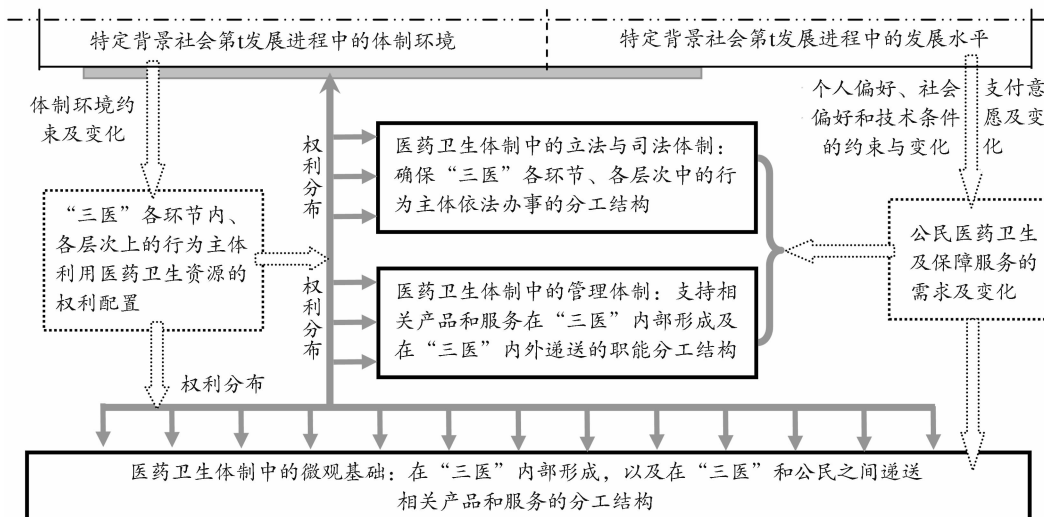 特定背景社会第t发展进程中的体制环境
特定背景社会第t发展进程中的发展水平
体制环境约
束及变化
个人偏好、社会
偏好和技术条件
的约束与变化
支付意
愿及变
化
权利分布
医药卫生体制中的立法与司法体制：
确保“三医”各环节、各层次中的行
为主体依法办事的分工结构
“三医”各环节内、
各层次上的行为主体
利用医药卫生资源的
权利配置
公民医药卫生
及保障服务的
需求及变化
权利分布
医药卫生体制中的管理体制：支持相
关产品和服务在“三医”内部形成及
在“三医”内外递送的职能分工结构
权利分布
医药卫生体制中的微观基础：在“三医”内部形成，以及在“三医”和公民之间递送
相关产品和服务的分工结构